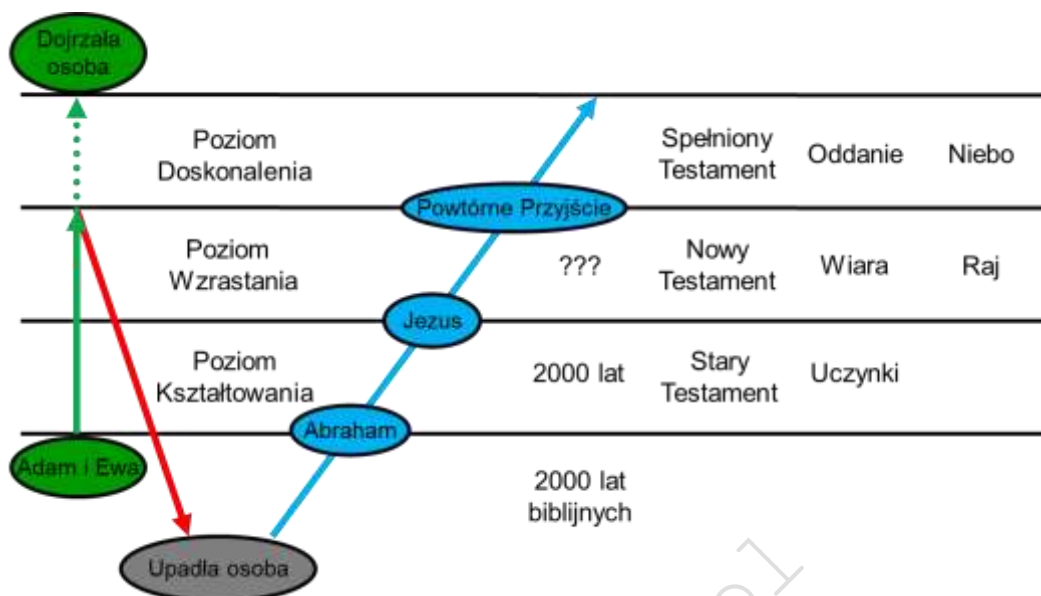 Dojrzała
osoba
Poziom
Doskonalenia
Spełniony
Testament
Oddanie
Niebo
Powtórne Przyjście
Poziom
Wzrastania
???
Nowy
Testament
Wiara
Raj
Jezus
Poziom
Kształtowania
2000 lat
Stary
Testament
Uczynki
Abraham
Adam i Ewa
2000 lat
biblijnych
Upadła osoba